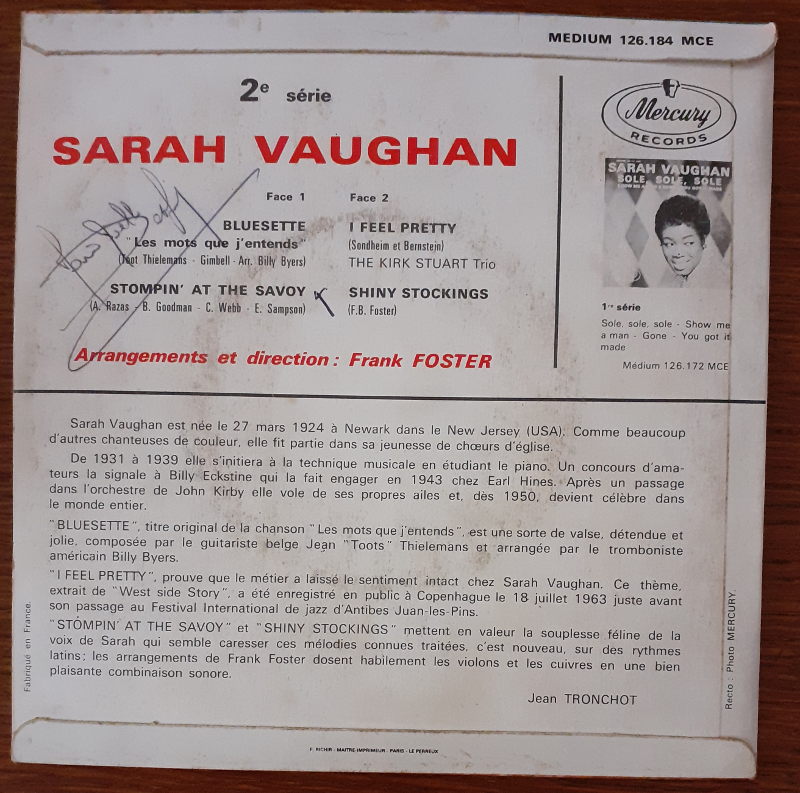 MEDIUM 126.184 MCE
2e série
SARAH VAUGHAN
Face 1
BLUESETTE
"Les mots que j'entends"
(Toot Thielemans - Gimbell - Arr. Billy Byers)
STOMPIN' AT THE SAVOY
(A. Razas - B. Goodman - C. Webb - E. Sampson)
Face 2
I FEEL PRETTY
(Sondheim et Bernstein)
THE KIRK STUART Trio
SHINY STOCKINGS
(F.B. Foster)
Arrangements et direction : Frank FOSTER
Mercury
RECORDS
SARAH VAUGHAN
SOLE, SOLE, SOLE
1re série
Sole, sole, sole - Show me
a man - Gone - You got it
made
Médium 126.172 MCE
Sarah Vaughan est née le 27 mars 1924 à Newark dans le New Jersey (USA). Comme beaucoup
d'autres chanteuses de couleur, elle fit partie dans sa jeunesse de chœurs d'église.
De 1931 à 1939 elle s'initiera à la technique musicale en étudiant le piano. Un concours d'ama-
teurs la signale à Billy Eckstine qui la fait engager en 1943 chez Earl Hines. Après un passage
dans l'orchestre de John Kirby elle vole de ses propres ailes et, dès 1950, devient célèbre dans
le monde entier.
"BLUESETTE", titre original de la chanson "Les mots que j'entends", est une sorte de valse, détendue et
jolie, composée par le guitariste belge Jean "Toots" Thielemans et arrangée par le tromboniste
américain Billy Byers.
"I FEEL PRETTY", prouve que le métier a laissé le sentiment intact chez Sarah Vaughan. Ce thème,
extrait de "West side Story", a été enregistré en public à Copenhague le 18 juillet 1963 juste avant
son passage au Festival International de jazz d'Antibes Juan-les-Pins.
"STOMPIN' AT THE SAVOY" et "SHINY STOCKINGS" mettent en valeur la souplesse féline de la
voix de Sarah qui semble caresser ces mélodies connues traitées, c'est nouveau, sur des rythmes
latins; les arrangements de Frank Foster dosent habilement les violons et les cuivres en une bien
plaisante combinaison sonore.
Jean TRONCHOT
Fabriqué en France.
Recto : Photo MERCURY.
F. RICHIR - MAITRE-IMPRIMEUR - PARIS - LE PERREUX